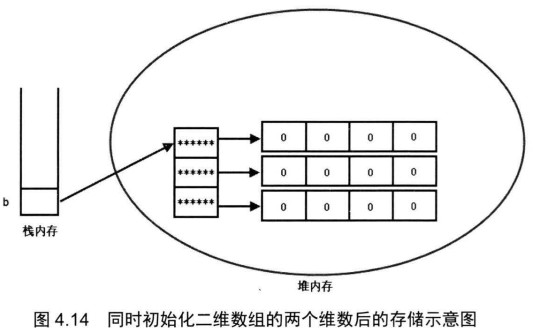 ****** 0 0 0 0
****** 0 0 0 0
****** 0 0 0 0
b
栈内存
堆内存
图 4.14 同时初始化二维数组的两个维数后的存储示意图